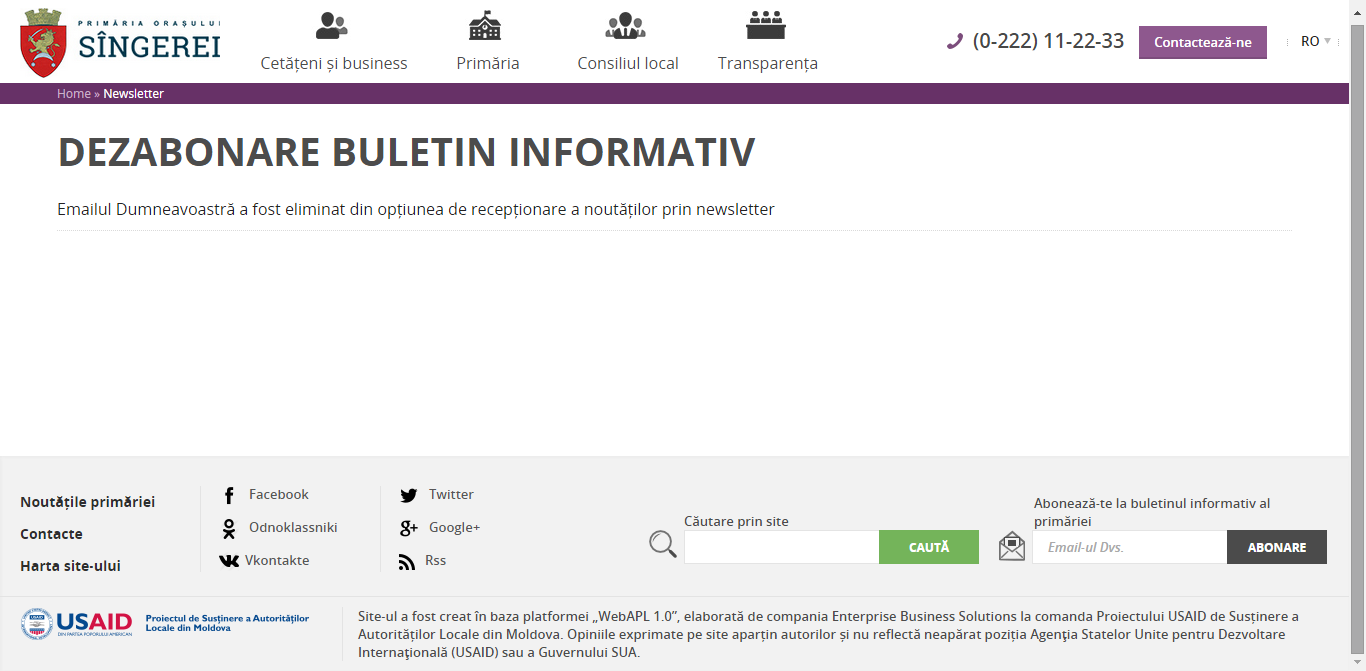 PRIMĂRIA ORAȘULUI
SÎNGEREI
Cetățeni și business
Primăria
Consiliul local
Transparența
(0-222) 11-22-33
Contactează-ne
RO
Home » Newsletter
DEZABONARE BULETIN INFORMATIV
Emailul Dumneavoastră a fost eliminat din opțiunea de recepționare a noutăților prin newsletter
Noutățile primăriei
Contacte
Harta site-ului
Facebook
Odnoklassniki
Vkontakte
Twitter
Google+
Rss
Căutare prin site
CAUTĂ
Abonează-te la buletinul informativ al
primăriei
Email-ul Dvs.
ABONARE
USAID
DIN PARTEA POPORULUI AMERICAN
Proiectul de Susținere a Autorităților
Locale din Moldova
Site-ul a fost creat în baza platformei „WebAPL 1.0”, elaborată de compania Enterprise Business Solutions la comanda Proiectului USAID de Susținere a
Autorităților Locale din Moldova. Opiniile exprimate pe site aparțin autorilor și nu reflectă neapărat poziția Agenţia Statelor Unite pentru Dezvoltare
Internaţională (USAID) sau a Guvernului SUA.